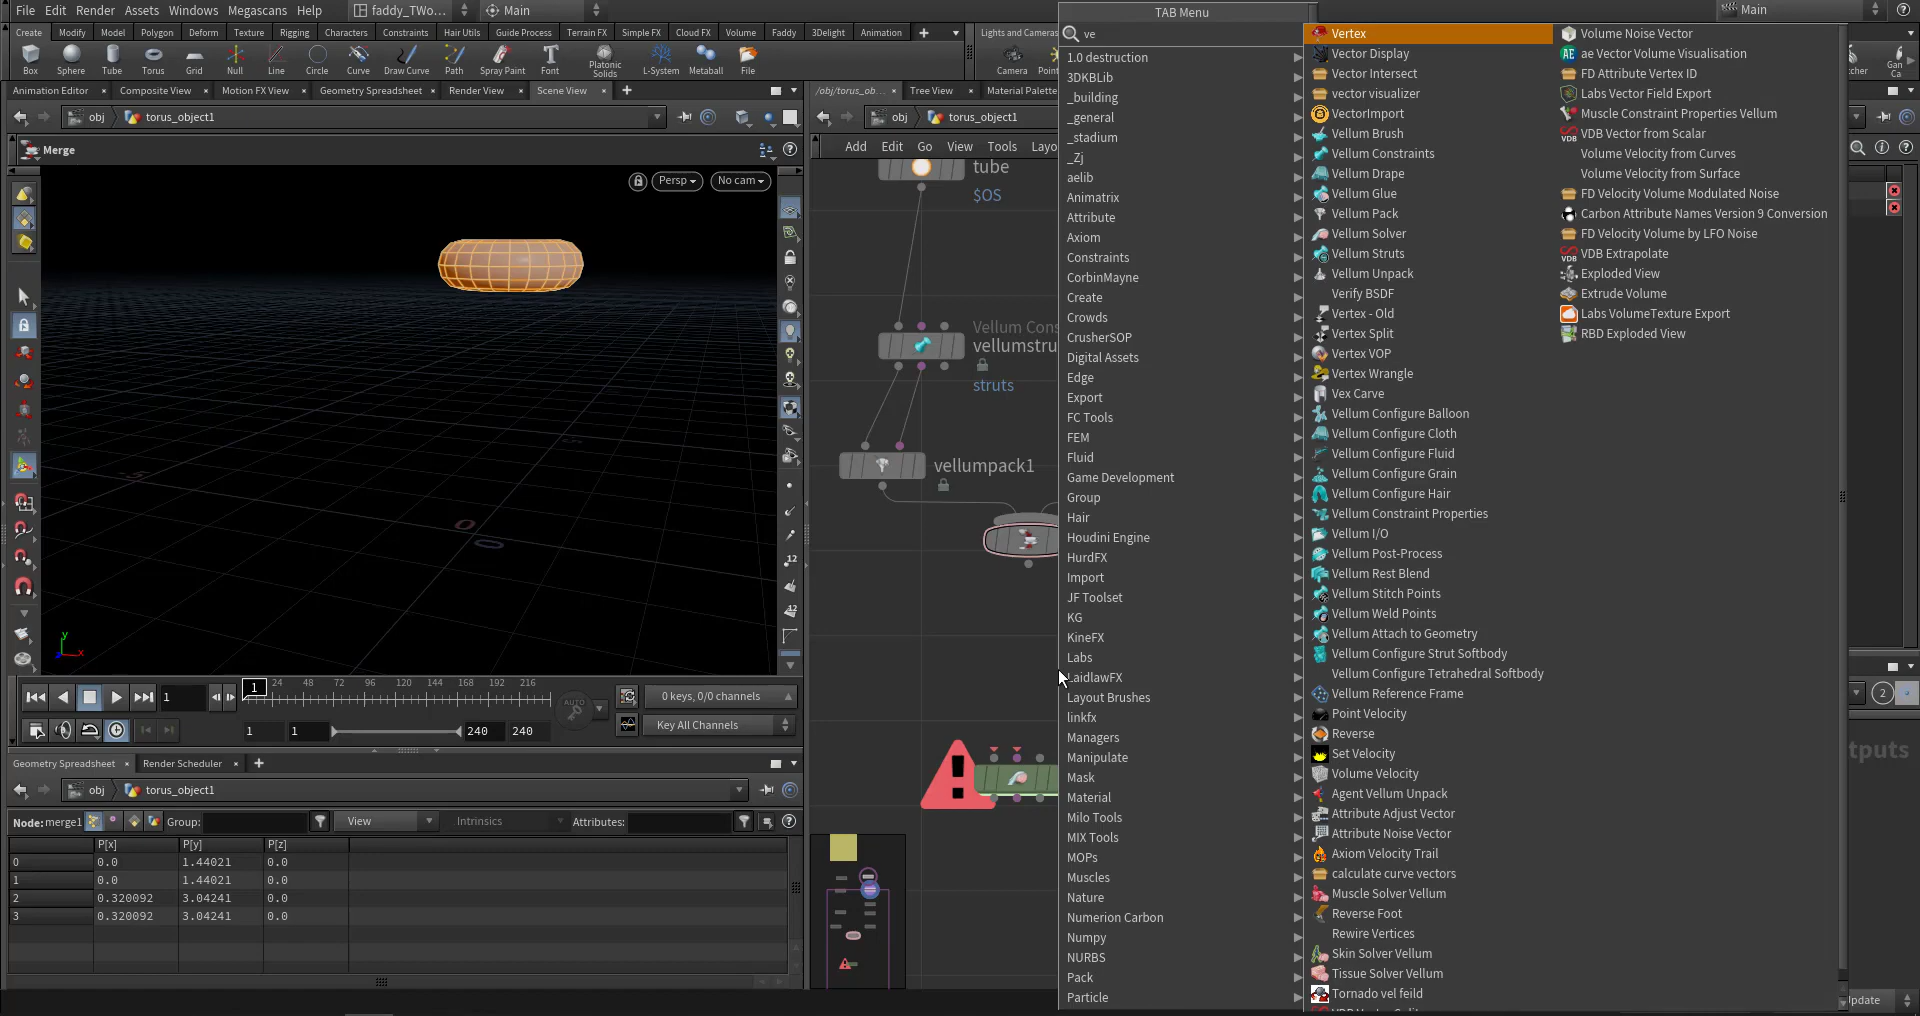 File Edit Render Assets Windows Megascans Help faddy_TWo... Main
TAB Menu
Main
ve
Create Modify Model Polygon Deform Texture Rigging Characters Constraints Hair Utils Guide Process Terrain FX Simple FX Cloud FX Volume Faddy 3Delight Animation
Lights and Cameras
Box Sphere Tube Torus Grid Null Line Circle Curve Draw Curve Path Spray Paint Font Platonic Solids L-System Metaball File
Camera
Animation Editor Composite View Motion FX View Geometry Spreadsheet Render View Scene View
/obj/torus_ob... Tree View Material Palette
obj torus_object1
obj torus_object1
Merge
Add Edit Go View Tools
Persp No cam
tube
$OS
Vellum Cons
vellumstru
struts
vellumpack1
1.0 destruction
3DKBLib
_building
_general
_stadium
_Zj
aelib
Animatrix
Attribute
Axiom
Constraints
CorbinMayne
Create
Crowds
CrusherSOP
Digital Assets
Edge
Export
FC Tools
FEM
Fluid
Game Development
Group
Hair
Houdini Engine
HurdFX
Import
JF Toolset
KG
KineFX
Labs
LaidlawFX
Layout Brushes
linkfx
Managers
Manipulate
Mask
Material
Milo Tools
MIX Tools
MOPs
Muscles
Nature
Numerion Carbon
Numpy
NURBS
Pack
Particle
Vertex
Vector Display
Vector Intersect
vector visualizer
VectorImport
Vellum Brush
Vellum Constraints
Vellum Drape
Vellum Glue
Vellum Pack
Vellum Solver
Vellum Struts
Vellum Unpack
Verify BSDF
Vertex - Old
Vertex Split
Vertex VOP
Vertex Wrangle
Vex Carve
Vellum Configure Balloon
Vellum Configure Cloth
Vellum Configure Fluid
Vellum Configure Grain
Vellum Configure Hair
Vellum Constraint Properties
Vellum I/O
Vellum Post-Process
Vellum Rest Blend
Vellum Stitch Points
Vellum Weld Points
Vellum Attach to Geometry
Vellum Configure Strut Softbody
Vellum Configure Tetrahedral Softbody
Vellum Reference Frame
Point Velocity
Reverse
Set Velocity
Volume Velocity
Agent Vellum Unpack
Attribute Adjust Vector
Attribute Noise Vector
Axiom Velocity Trail
calculate curve vectors
Muscle Solver Vellum
Reverse Foot
Rewire Vertices
Skin Solver Vellum
Tissue Solver Vellum
Tornado vel feild
Volume Noise Vector
ae Vector Volume Visualisation
FD Attribute Vertex ID
Labs Vector Field Export
Muscle Constraint Properties Vellum
VDB Vector from Scalar
Volume Velocity from Curves
Volume Velocity from Surface
FD Velocity Volume Modulated Noise
Carbon Attribute Names Version 9 Conversion
FD Velocity Volume by LFO Noise
VDB Extrapolate
Exploded View
Extrude Volume
Labs VolumeTexture Export
RBD Exploded View
1 1 24 48 72 96 120 144 168 192 216
AUTO
0 keys, 0/0 channels
1 1 240 240
Key All Channels
2
Geometry Spreadsheet Render Scheduler
obj torus_object1
Node: merge1 Group: View Intrinsics Attributes:
P[x] P[y] P[z]
0 0.0 1.44021 0.0
1 0.0 1.44021 0.0
2 0.320092 3.04241 0.0
3 0.320092 3.04241 0.0